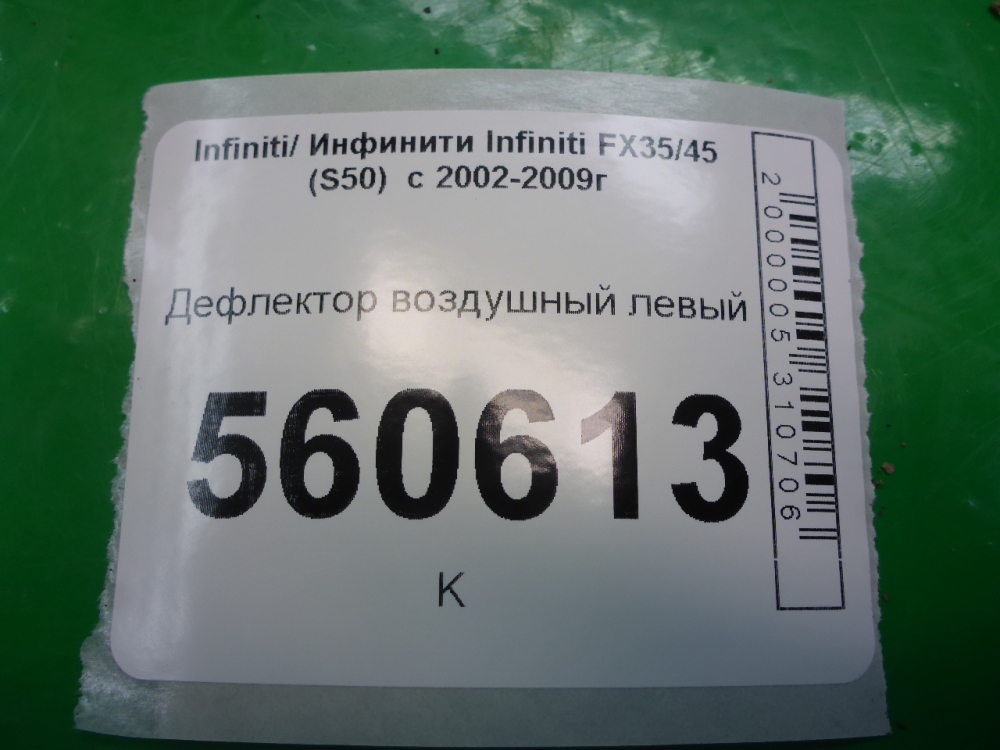 Infiniti/ Инфинити Infiniti FX35/45
(S50) с 2002-2009г
Дефлектор воздушный левый
560613
К
2000005310706